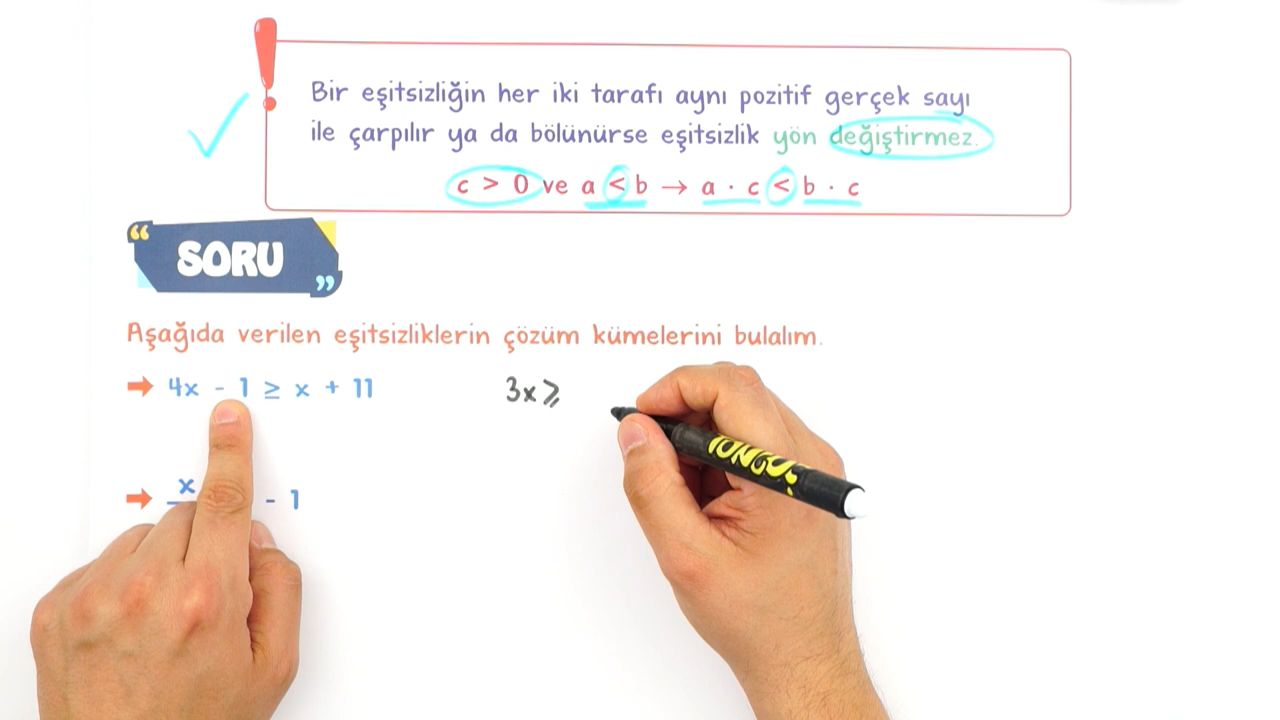 Bir eşitsizliğin her iki tarafı aynı pozitif gerçek sayı
ile çarpılır ya da bölünürse eşitsizlik yön değiştirmez.
c > 0 ve a < b → a · c < b · c
“ SORU ”
Aşağıda verilen eşitsizliklerin çözüm kümelerini bulalım.
➡ 4x - 1 ≥ x + 11 3x ⩾
➡ x - 1